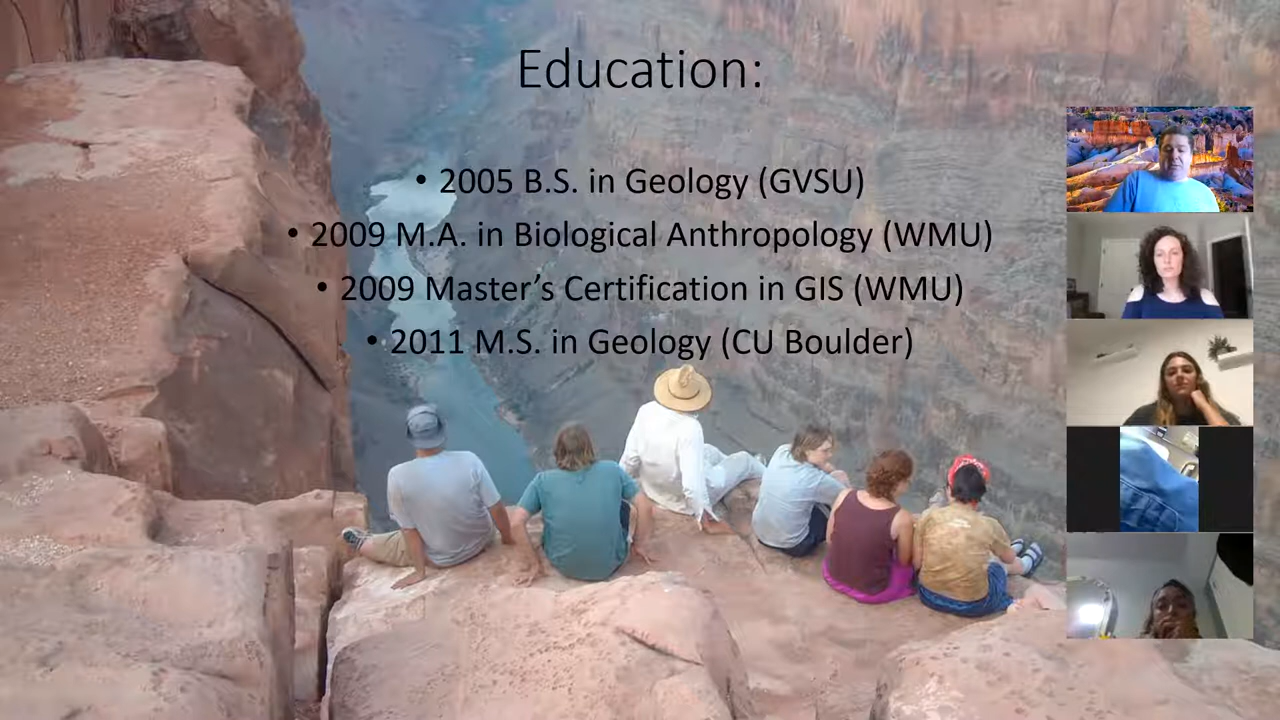 Education:
• 2005 B.S. in Geology (GVSU)
• 2009 M.A. in Biological Anthropology (WMU)
• 2009 Master’s Certification in GIS (WMU)
• 2011 M.S. in Geology (CU Boulder)